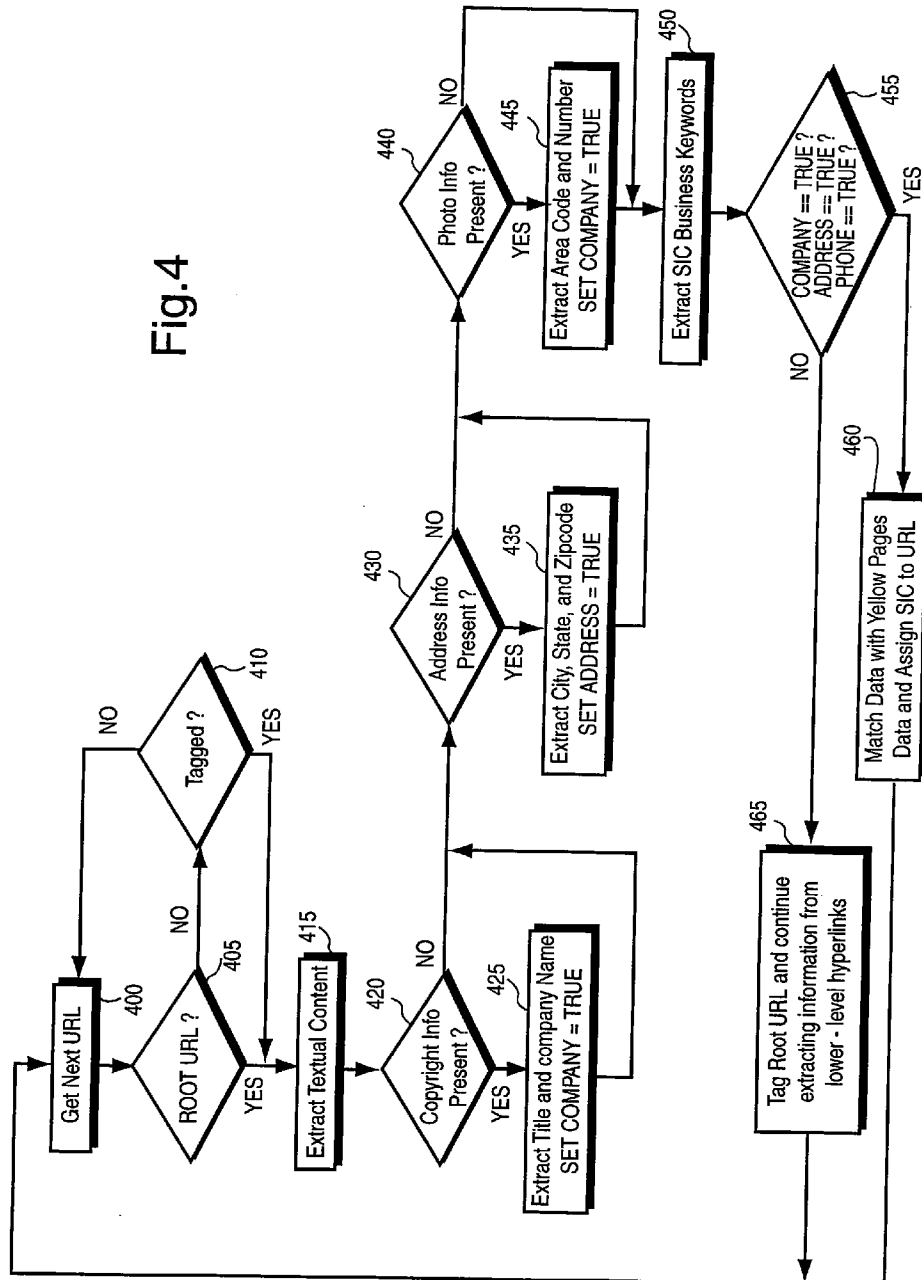 Fig.4
Get Next URL
400
ROOT URL ?
405
NO
YES
Tagged ?
410
NO
YES
Extract Textual Content
415
Copyright Info
Present ?
420
NO
YES
Extract Title and company Name
SET COMPANY = TRUE
425
Address Info
Present ?
430
NO
YES
Extract City, State, and Zipcode
SET ADDRESS = TRUE
435
Photo Info
Present ?
440
NO
YES
Extract Area Code and Number
SET COMPANY = TRUE
445
Extract SIC Business Keywords
450
COMPANY == TRUE ?
ADDRESS == TRUE ?
PHONE == TRUE ?
455
NO
YES
Match Data with Yellow Pages
Data and Assign SIC to URL
460
Tag Root URL and continue
extracting information from
lower - level hyperlinks
465